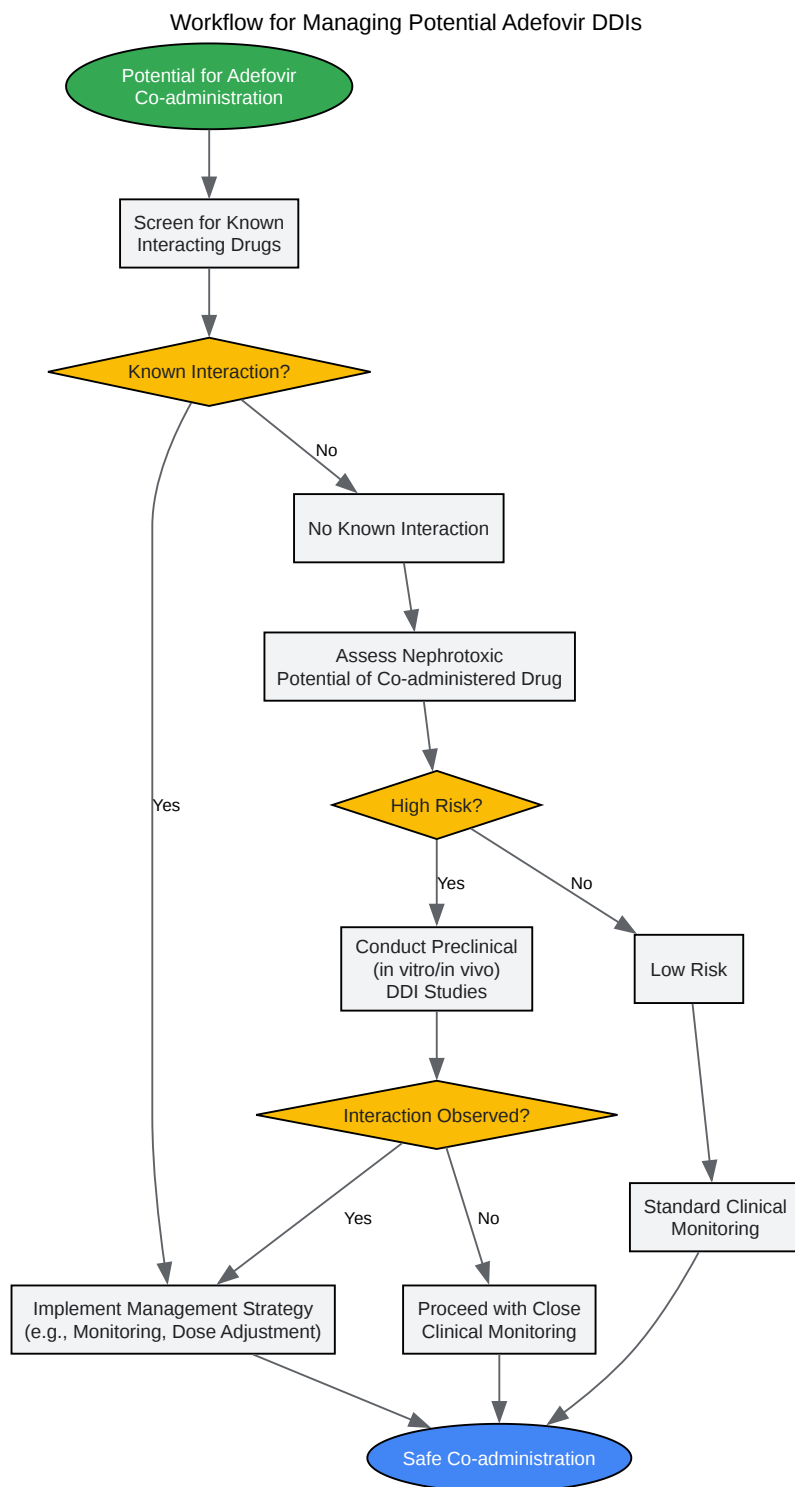 Workflow for Managing Potential Adefovir DDIs
Potential for Adefovir
Co-administration
Screen for Known
Interacting Drugs
Known Interaction?
No
No Known Interaction
Assess Nephrotoxic
Potential of Co-administered Drug
High Risk?
Yes
Yes
No
Conduct Preclinical
(in vitro/in vivo)
DDI Studies
Low Risk
Interaction Observed?
Yes
No
Standard Clinical
Monitoring
Implement Management Strategy
(e.g., Monitoring, Dose Adjustment)
Proceed with Close
Clinical Monitoring
Safe Co-administration